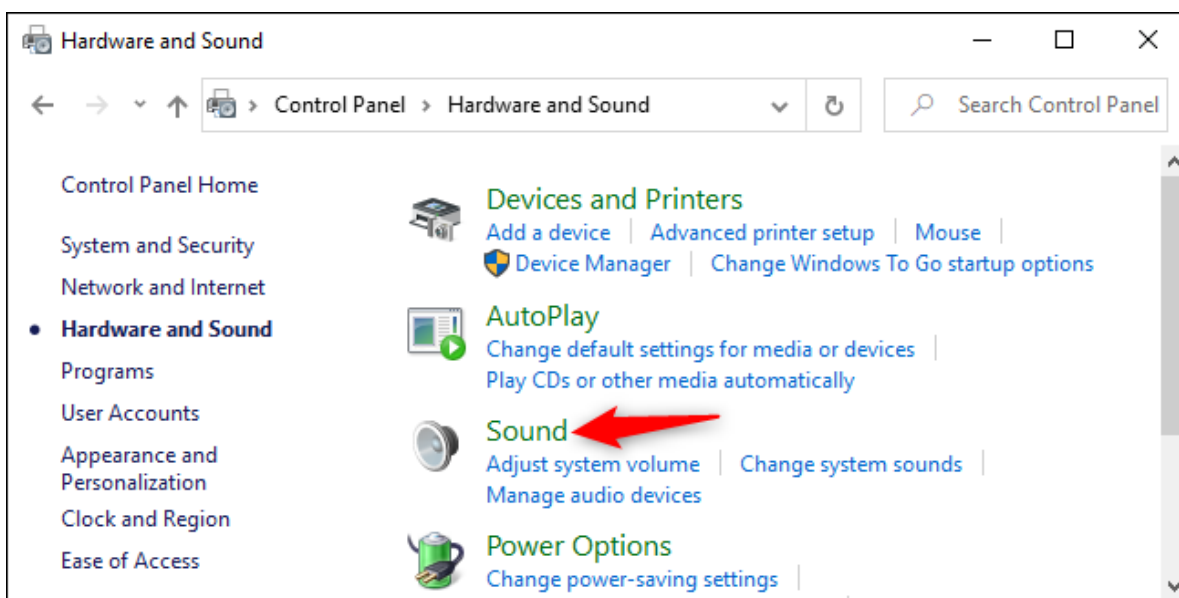 Hardware and Sound
Control Panel > Hardware and Sound
Search Control Panel
Control Panel Home
System and Security
Network and Internet
Hardware and Sound
Programs
User Accounts
Appearance and
Personalization
Clock and Region
Ease of Access
Devices and Printers
Add a device | Advanced printer setup | Mouse |
Device Manager | Change Windows To Go startup options
AutoPlay
Change default settings for media or devices |
Play CDs or other media automatically
Sound
Adjust system volume | Change system sounds |
Manage audio devices
Power Options
Change power-saving settings |